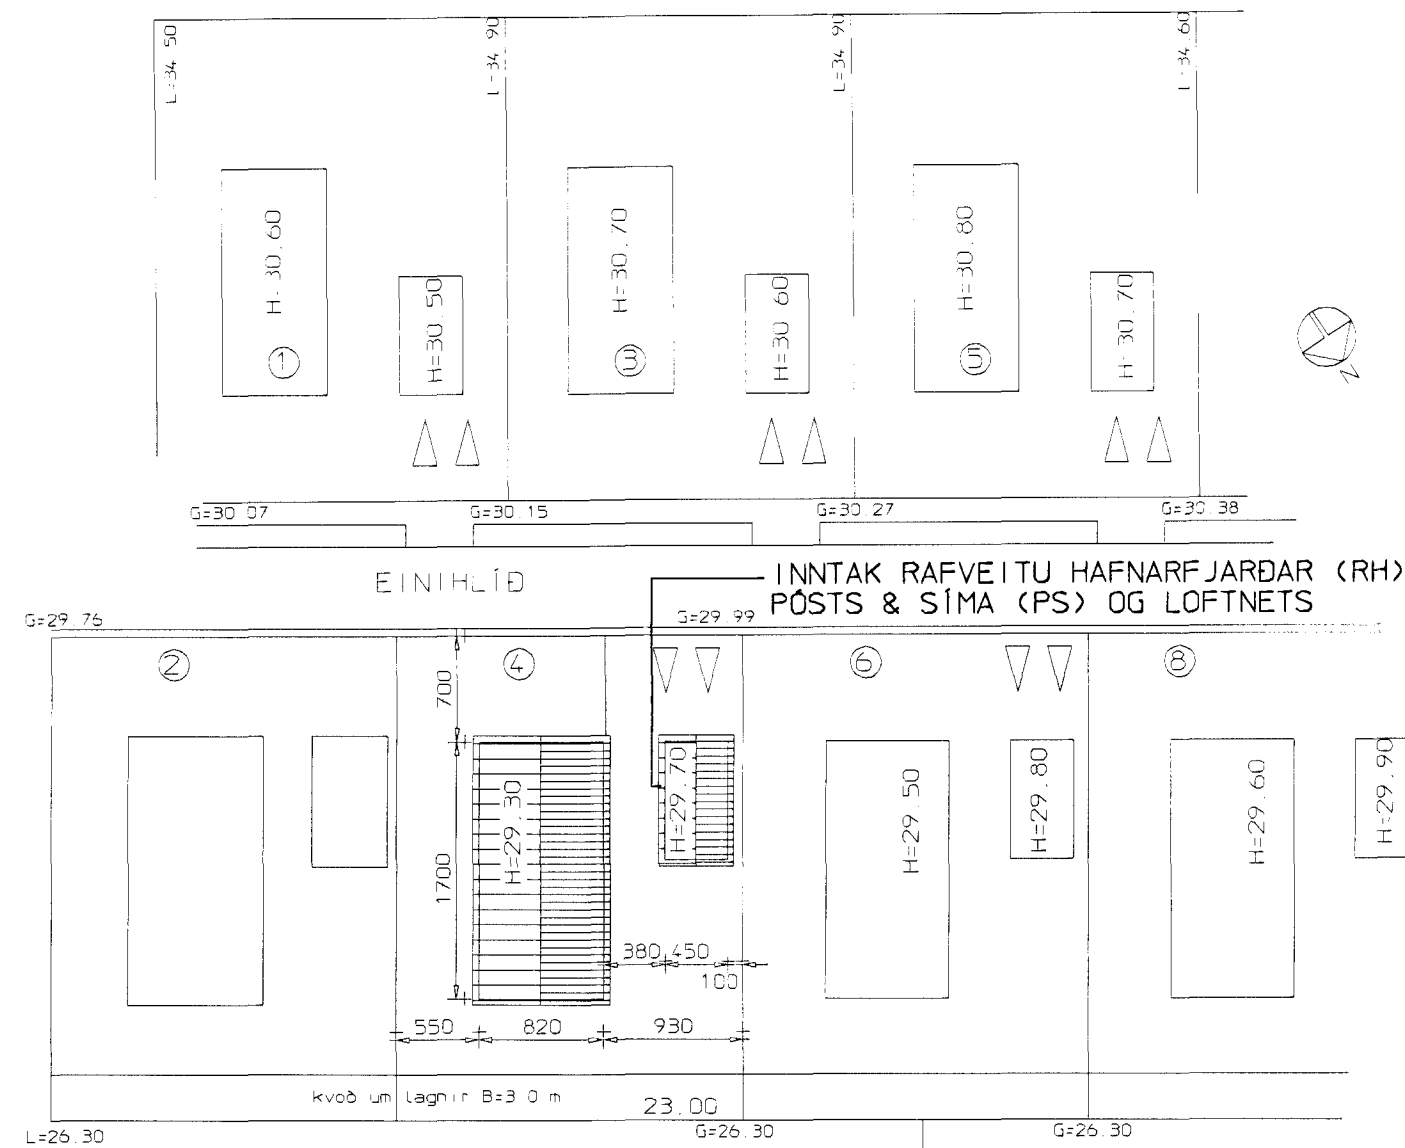 L=34 50
L=34 90
L=34 90
L=34.60
H=30.60
H=30.50
H=30.70
H=30 60
H=30.80
H=30.70
1
3
5
N
G=30 07
G=30.15
G=30.27
G=30.38
EINIHLÍÐ
INNTAK RAFVEITU HAFNARFJARÐAR (RH)
PÓSTS & SÍMA (PS) OG LOFTNETS
G=29.76
G=29.99
2
4
6
8
700
H=29.30
H=29.70
H=29.50
H=29.80
H=29.60
H=29.90
1700
380 450
100
550
820
930
kvoð um lagnir B=3 0 m
23.00
L=26.30
G=26.30
G=26.30